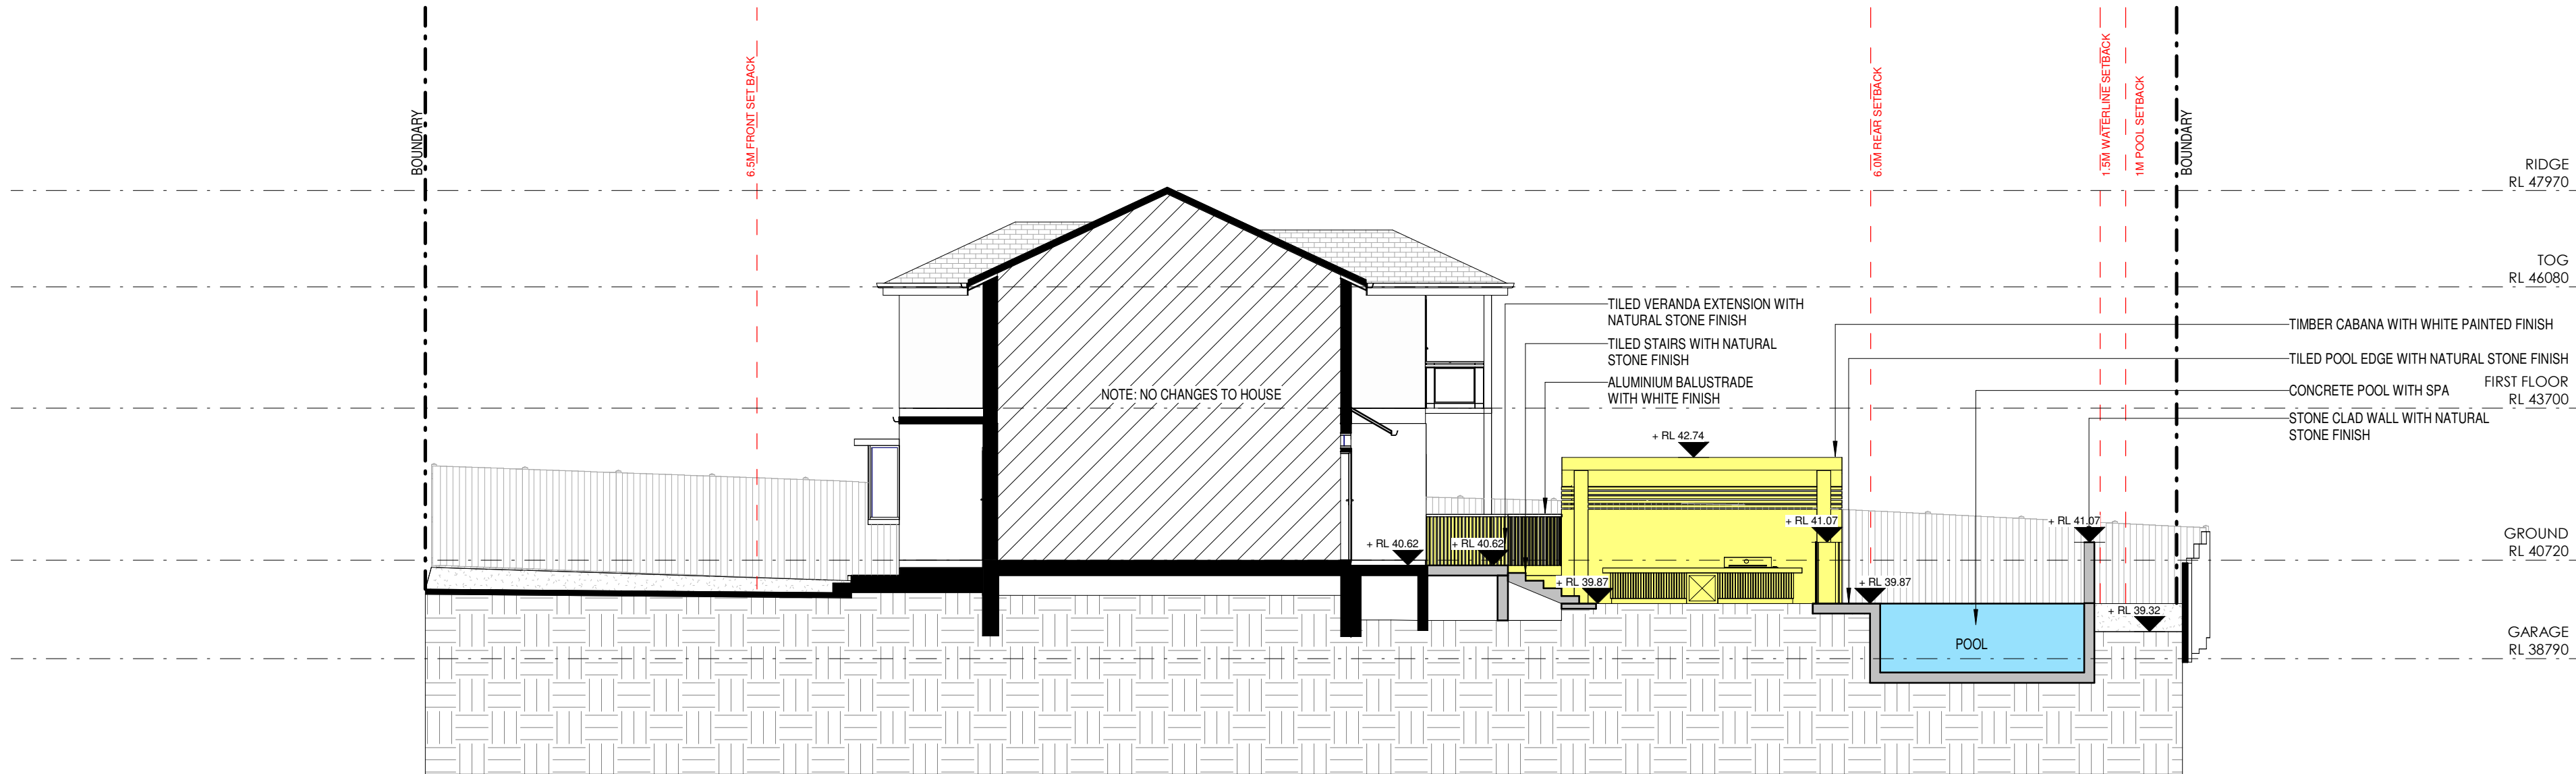 BOUNDARY
6.5M FRONT SET BACK
6.0M REAR SETBACK
1.5M WATERLINE SETBACK
1M POOL SETBACK
BOUNDARY
RIDGE
RL 47970
TOG
RL 46080
TILED VERANDA EXTENSION WITH
NATURAL STONE FINISH
TILED STAIRS WITH NATURAL
STONE FINISH
ALUMINIUM BALUSTRADE
WITH WHITE FINISH
TIMBER CABANA WITH WHITE PAINTED FINISH
TILED POOL EDGE WITH NATURAL STONE FINISH
CONCRETE POOL WITH SPA
STONE CLAD WALL WITH NATURAL
STONE FINISH
FIRST FLOOR
RL 43700
NOTE: NO CHANGES TO HOUSE
+ RL 42.74
+ RL 41.07
+ RL 41.07
+ RL 40.62
+ RL 40.62
GROUND
RL 40720
+ RL 39.87
+ RL 39.87
+ RL 39.32
POOL
GARAGE
RL 38790